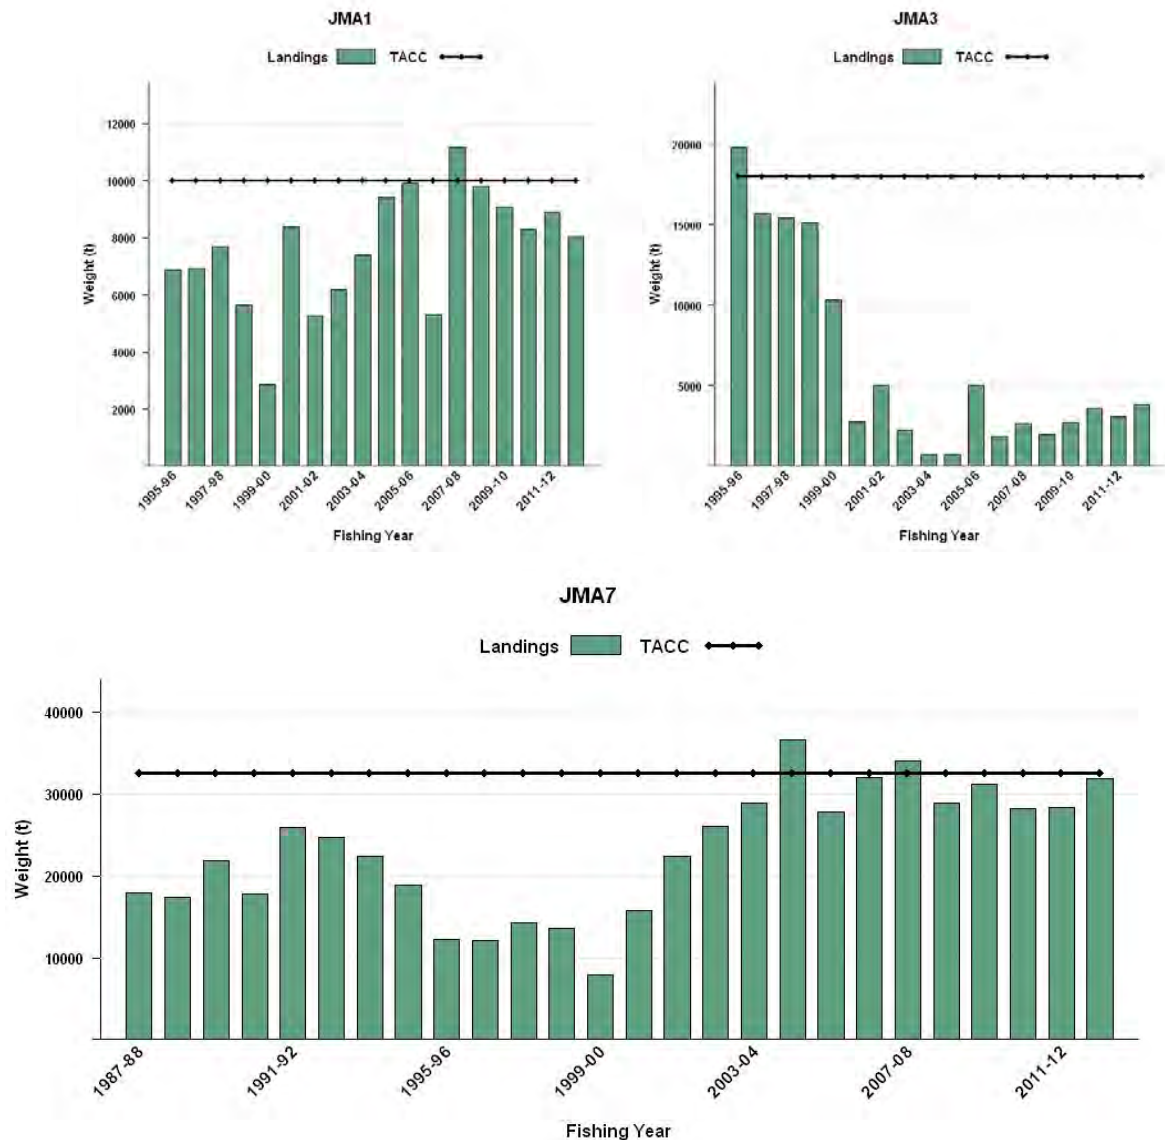 JMA1
Landings TACC
12000
10000
8000
6000
4000
2000
Weight (t)
1995-96 1997-98 1999-00 2001-02 2003-04 2005-06 2007-08 2009-10 2011-12
Fishing Year
JMA3
Landings TACC
20000
15000
10000
5000
Weight (t)
1995-96 1997-98 1999-00 2001-02 2003-04 2005-06 2007-08 2009-10 2011-12
Fishing Year
JMA7
Landings TACC
40000
30000
20000
10000
Weight (t)
1987-88 1991-92 1995-96 1999-00 2003-04 2007-08 2011-12
Fishing Year